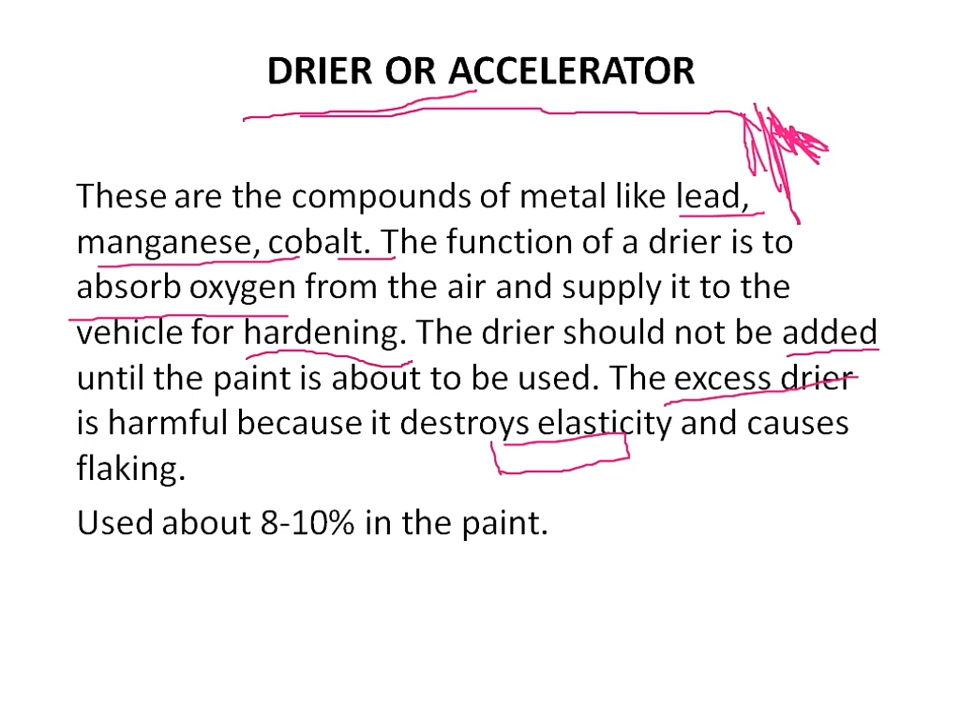 DRIER OR ACCELERATOR
These are the compounds of metal like lead,
manganese, cobalt. The function of a drier is to
absorb oxygen from the air and supply it to the
vehicle for hardening. The drier should not be added
until the paint is about to be used. The excess drier
is harmful because it destroys elasticity and causes
flaking.
Used about 8-10% in the paint.